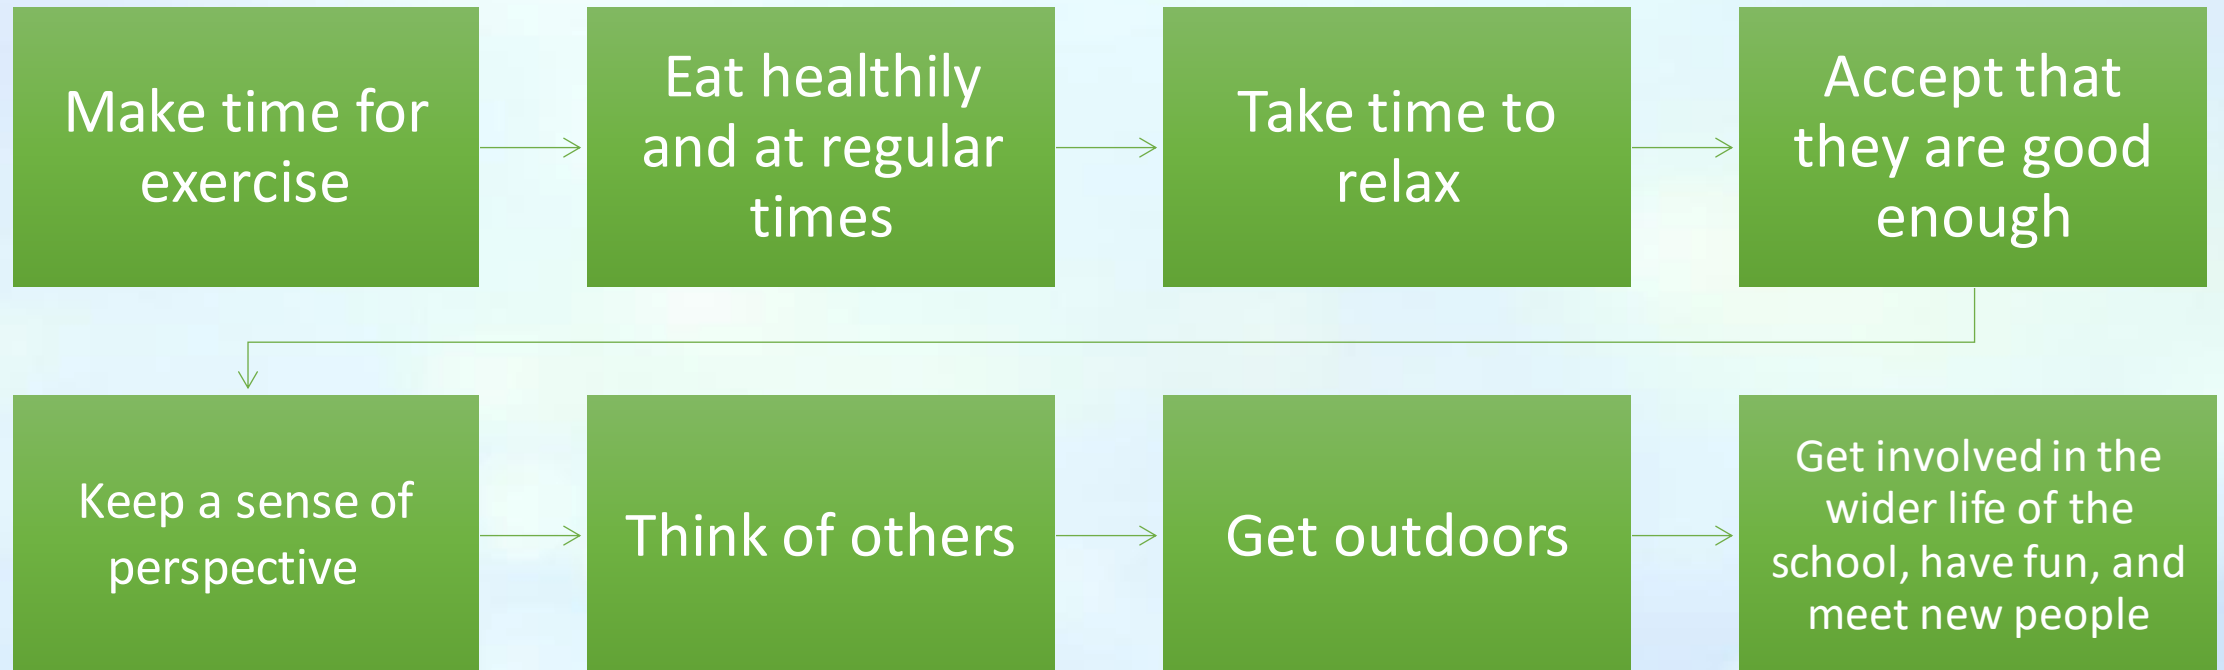 Make time for
exercise
Eat healthily
and at regular
times
Take time to
relax
Accept that
they are good
enough
Keep a sense of
perspective
Think of others
Get outdoors
Get involved in the
wider life of the
school, have fun, and
meet new people